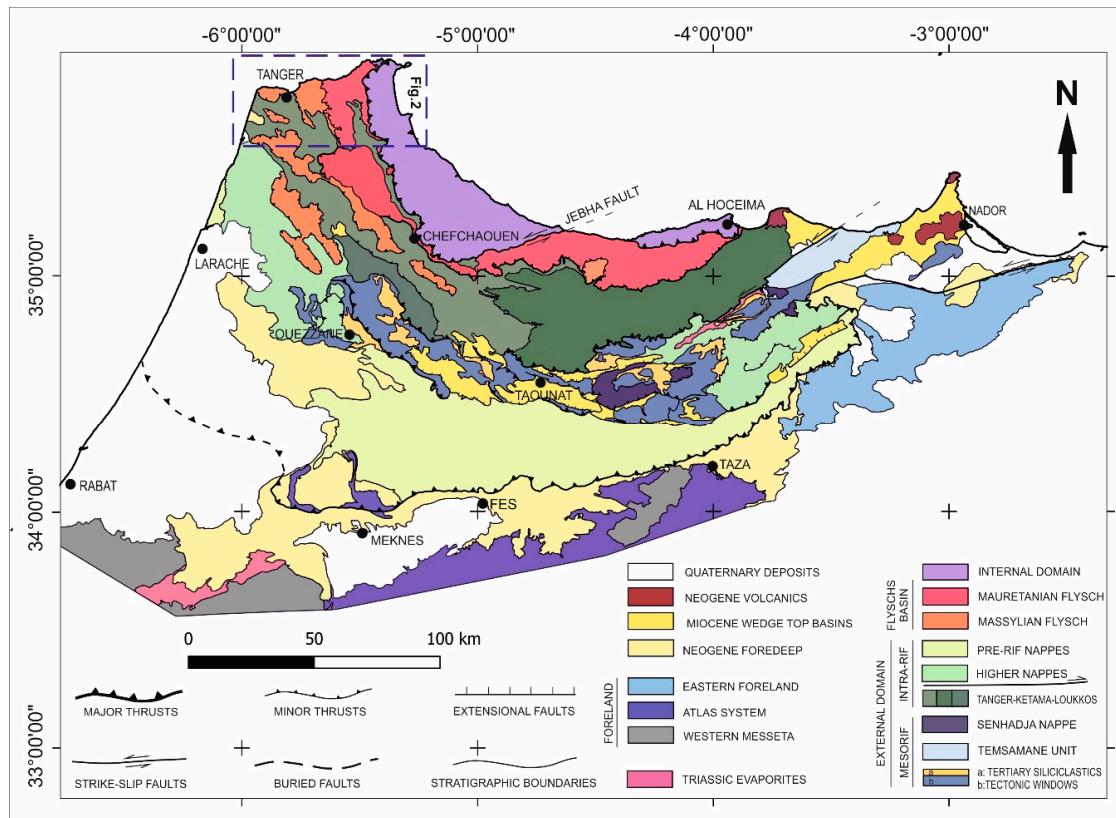 -6°00'00"
-5°00'00"
-4°00'00"
-3°00'00"
TANGER
Fig.2
N
JEBHA FAULT
AL HOCEIMA
NADOR
CHEFCHAOUEN
LARACHE
35°00'00"
OUEZZANE
TAOUNAT
TAZA
RABAT
FES
34°00'00"
MEKNES
0
50
100 km
33°00'00"
MAJOR THRUSTS
MINOR THRUSTS
EXTENSIONAL FAULTS
STRIKE-SLIP FAULTS
BURIED FAULTS
STRATIGRAPHIC BOUNDARIES
QUATERNARY DEPOSITS
NEOGENE VOLCANICS
MIOCENE WEDGE TOP BASINS
NEOGENE FOREDEEP
FORELAND
EASTERN FORELAND
ATLAS SYSTEM
WESTERN MESSETA
TRIASSIC EVAPORITES
INTERNAL DOMAIN
FLYSCHS
BASIN
MAURETANIAN FLYSCH
MASSYLIAN FLYSCH
EXTERNAL DOMAIN
INTRA-RIF
PRE-RIF NAPPES
HIGHER NAPPES
TANGER-KETAMA-LOUKKOS
MESORIF
SENHADJA NAPPE
TEMSAMANE UNIT
a
b
a: TERTIARY SILICICLASTICS
b:TECTONIC WINDOWS